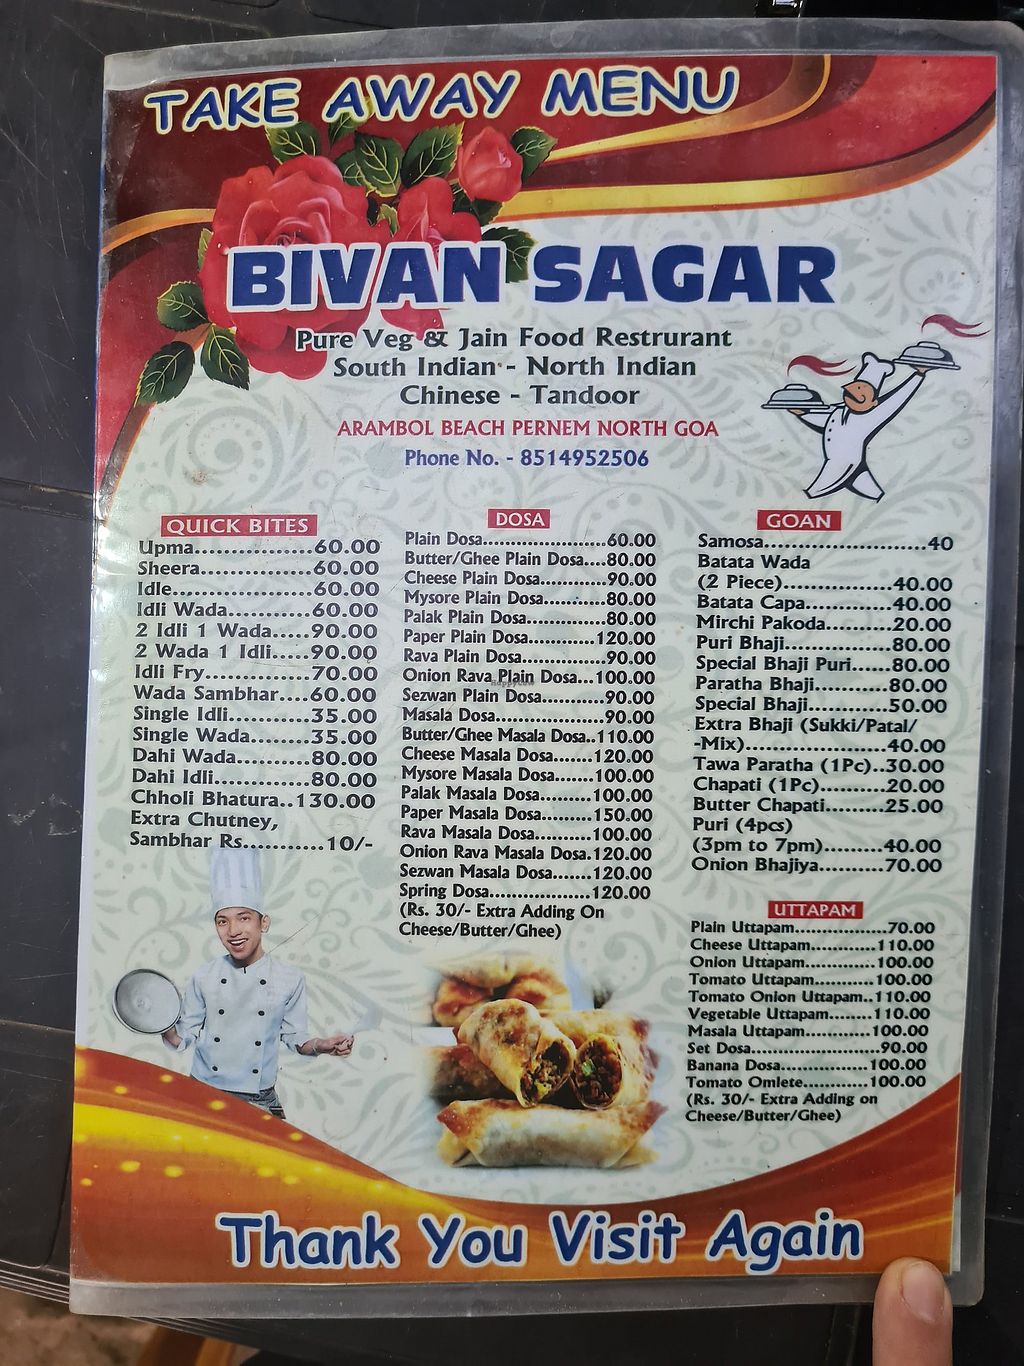 TAKE AWAY MENU
BIVAN SAGAR
Pure Veg & Jain Food Restrurant
South Indian - North Indian
Chinese - Tandoor
ARAMBOL BEACH PERNEM NORTH GOA
Phone No. - 8514952506
QUICK BITES
Upma...............60.00
Sheera..............60.00
Idle..................60.00
Idli Wada..........60.00
2 Idli 1 Wada.....90.00
2 Wada 1 Idli.....90.00
Idli Fry.............70.00
Wada Sambhar....60.00
Single Idli..........35.00
Single Wada........35.00
Dahi Wada.........80.00
Dahi Idli............80.00
Chholi Bhatura..130.00
Extra Chutney,
Sambhar Rs...........10/-
DOSA
Plain Dosa......................60.00
Butter/Ghee Plain Dosa....80.00
Cheese Plain Dosa............90.00
Mysore Plain Dosa...........80.00
Palak Plain Dosa..............80.00
Paper Plain Dosa............120.00
Rava Plain Dosa...............90.00
Onion Rava Plain Dosa...100.00
HappyCow
Sezwan Plain Dosa...........90.00
Masala Dosa....................90.00
Butter/Ghee Masala Dosa..110.00
Cheese Masala Dosa........120.00
Mysore Masala Dosa.......100.00
Palak Masala Dosa..........100.00
Paper Masala Dosa.........150.00
Rava Masala Dosa...........100.00
Onion Rava Masala Dosa.120.00
Sezwan Masala Dosa.......120.00
Spring Dosa...................120.00
(Rs. 30/- Extra Adding On
Cheese/Butter/Ghee)
GOAN
Samosa..........................40
Batata Wada
(2 Piece)..................40.00
Batata Capa..............40.00
Mirchi Pakoda...........20.00
Puri Bhaji.................80.00
Special Bhaji Puri......80.00
Paratha Bhaji............80.00
Special Bhaji.............50.00
Extra Bhaji (Sukki/Patal/
-Mix)......................40.00
Tawa Paratha (1Pc)..30.00
Chapati (1Pc)...........20.00
Butter Chapati.........25.00
Puri (4pcs)
(3pm to 7pm).........40.00
Onion Bhajiya...........70.00
UTTAPAM
Plain Uttapam...............70.00
Cheese Uttapam...........110.00
Onion Uttapam............100.00
Tomato Uttapam..........100.00
Tomato Onion Uttapam..110.00
Vegetable Uttapam.......110.00
Masala Uttapam...........100.00
Set Dosa......................90.00
Banana Dosa................100.00
Tomato Omlete............100.00
(Rs. 30/- Extra Adding on
Cheese/Butter/Ghee)
Thank You Visit Again